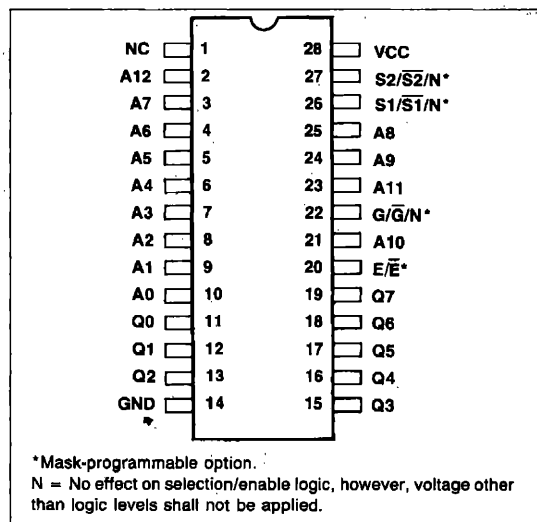 NC 1 28 VCC
A12 2 27 S2/S̅2̅/N*
A7 3 26 S1/S̅1̅/N*
A6 4 25 A8
A5 5 24 A9
A4 6 23 A11
A3 7 22 G/G̅/N*
A2 8 21 A10
A1 9 20 E/E̅*
A0 10 19 Q7
Q0 11 18 Q6
Q1 12 17 Q5
Q2 13 16 Q4
GND 14 15 Q3
*Mask-programmable option.
N = No effect on selection/enable logic, however, voltage other
than logic levels shall not be applied.